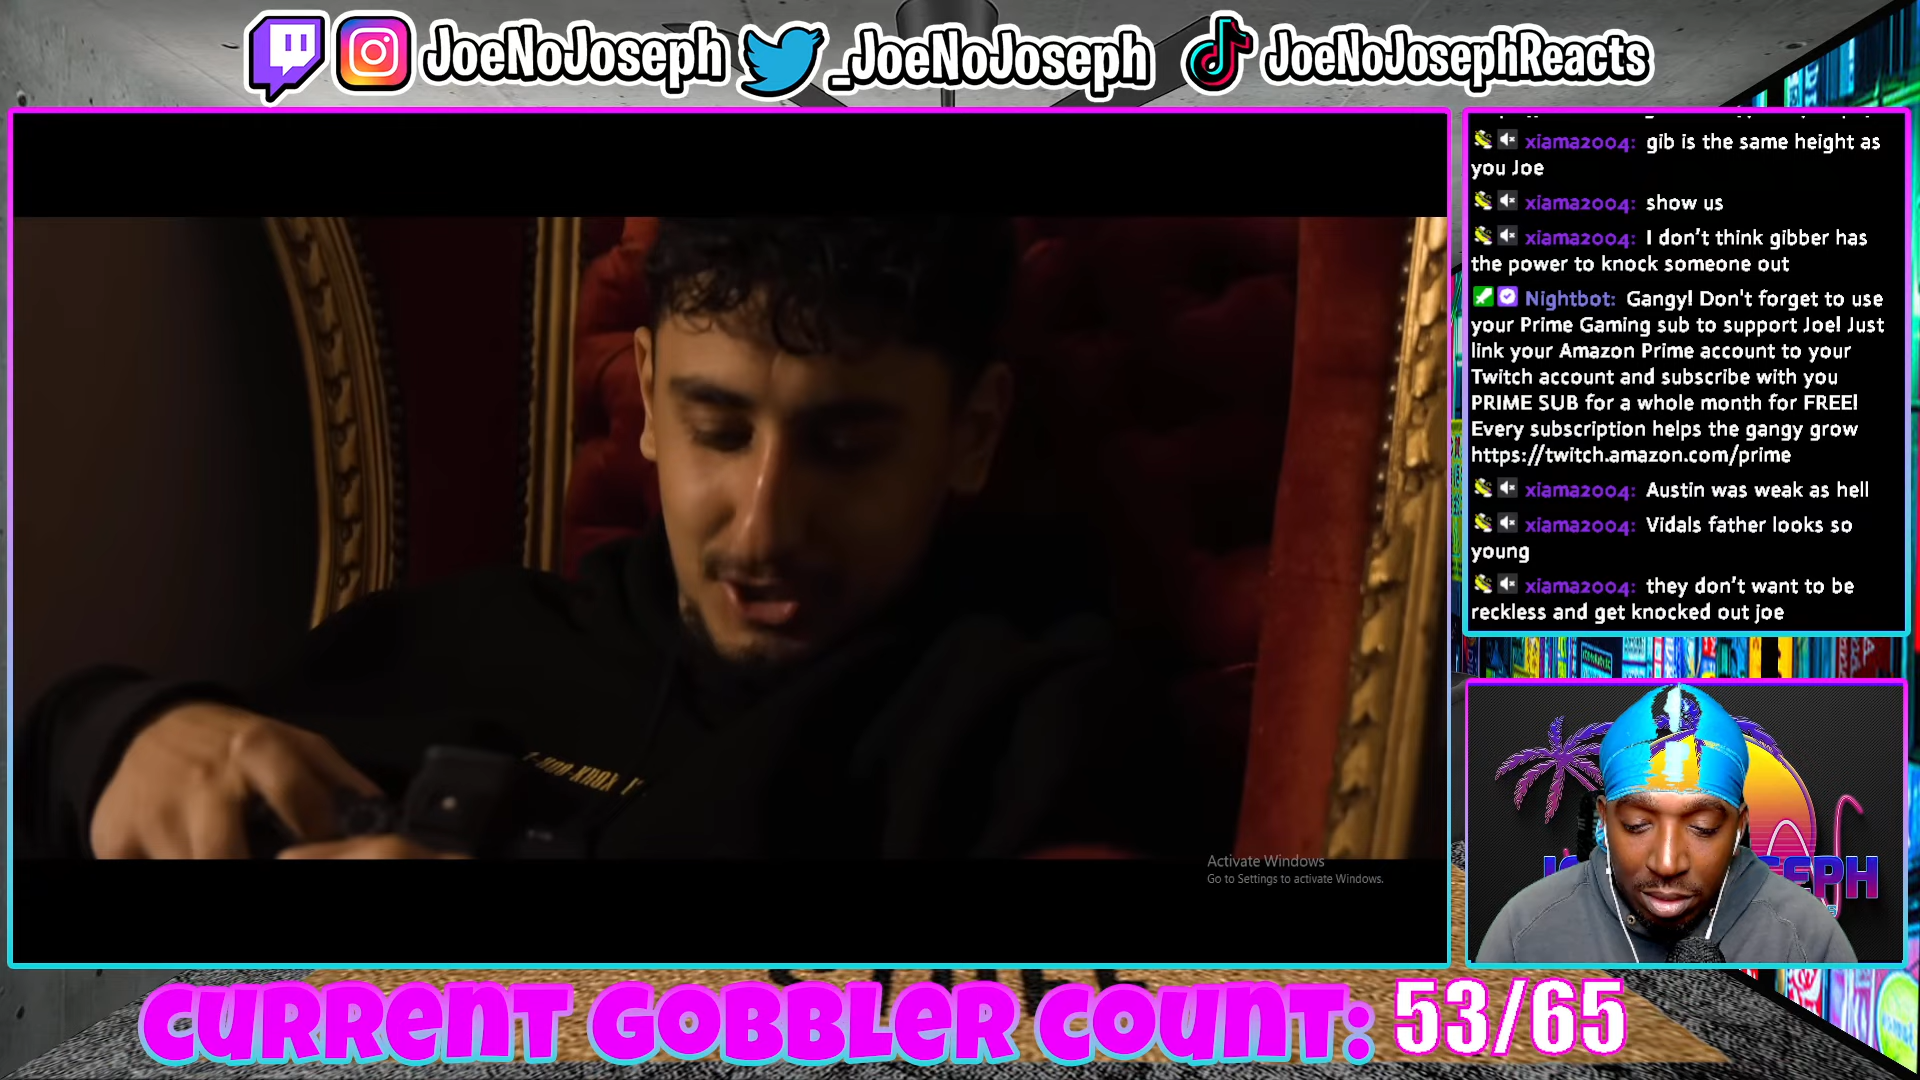 JoeNoJoseph
_JoeNoJoseph
JoeNoJosephReacts
xiama2004: gib is the same height as
you Joe
xiama2004: show us
xiama2004: I don't think gibber has
the power to knock someone out
Nightbot: Gangy! Don't forget to use
your Prime Gaming sub to support Joe! Just
link your Amazon Prime account to your
Twitch account and subscribe with you
PRIME SUB for a whole month for FREE!
Every subscription helps the gangy grow
https://twitch.amazon.com/prime
xiama2004: Austin was weak as hell
xiama2004: Vidals father looks so
young
xiama2004: they don't want to be
reckless and get knocked out joe
Activate Windows
Go to Settings to activate Windows.
CURRENT GOBBLER COUNT: 53/65